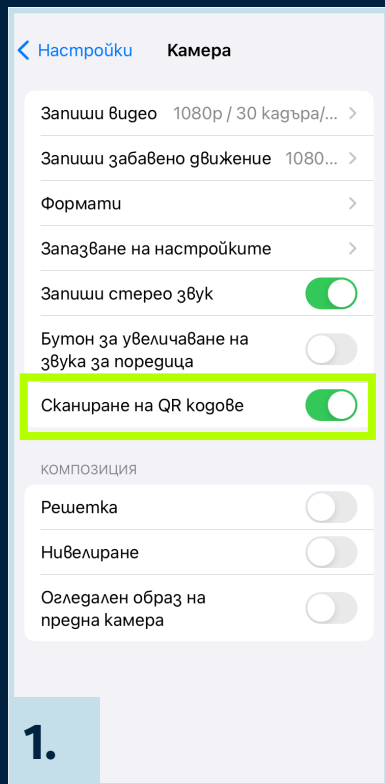 Настройки Камера
Запиши видео 1080p / 30 кадъра/...
Запиши забавено движение 1080...
Формати
Запазване на настройките
Запиши стерео звук
Бутон за увеличаване на
звука за поредица
Сканиране на QR кодове
КОМПОЗИЦИЯ
Решетка
Нивелиране
Огледален образ на
предна камера
1.